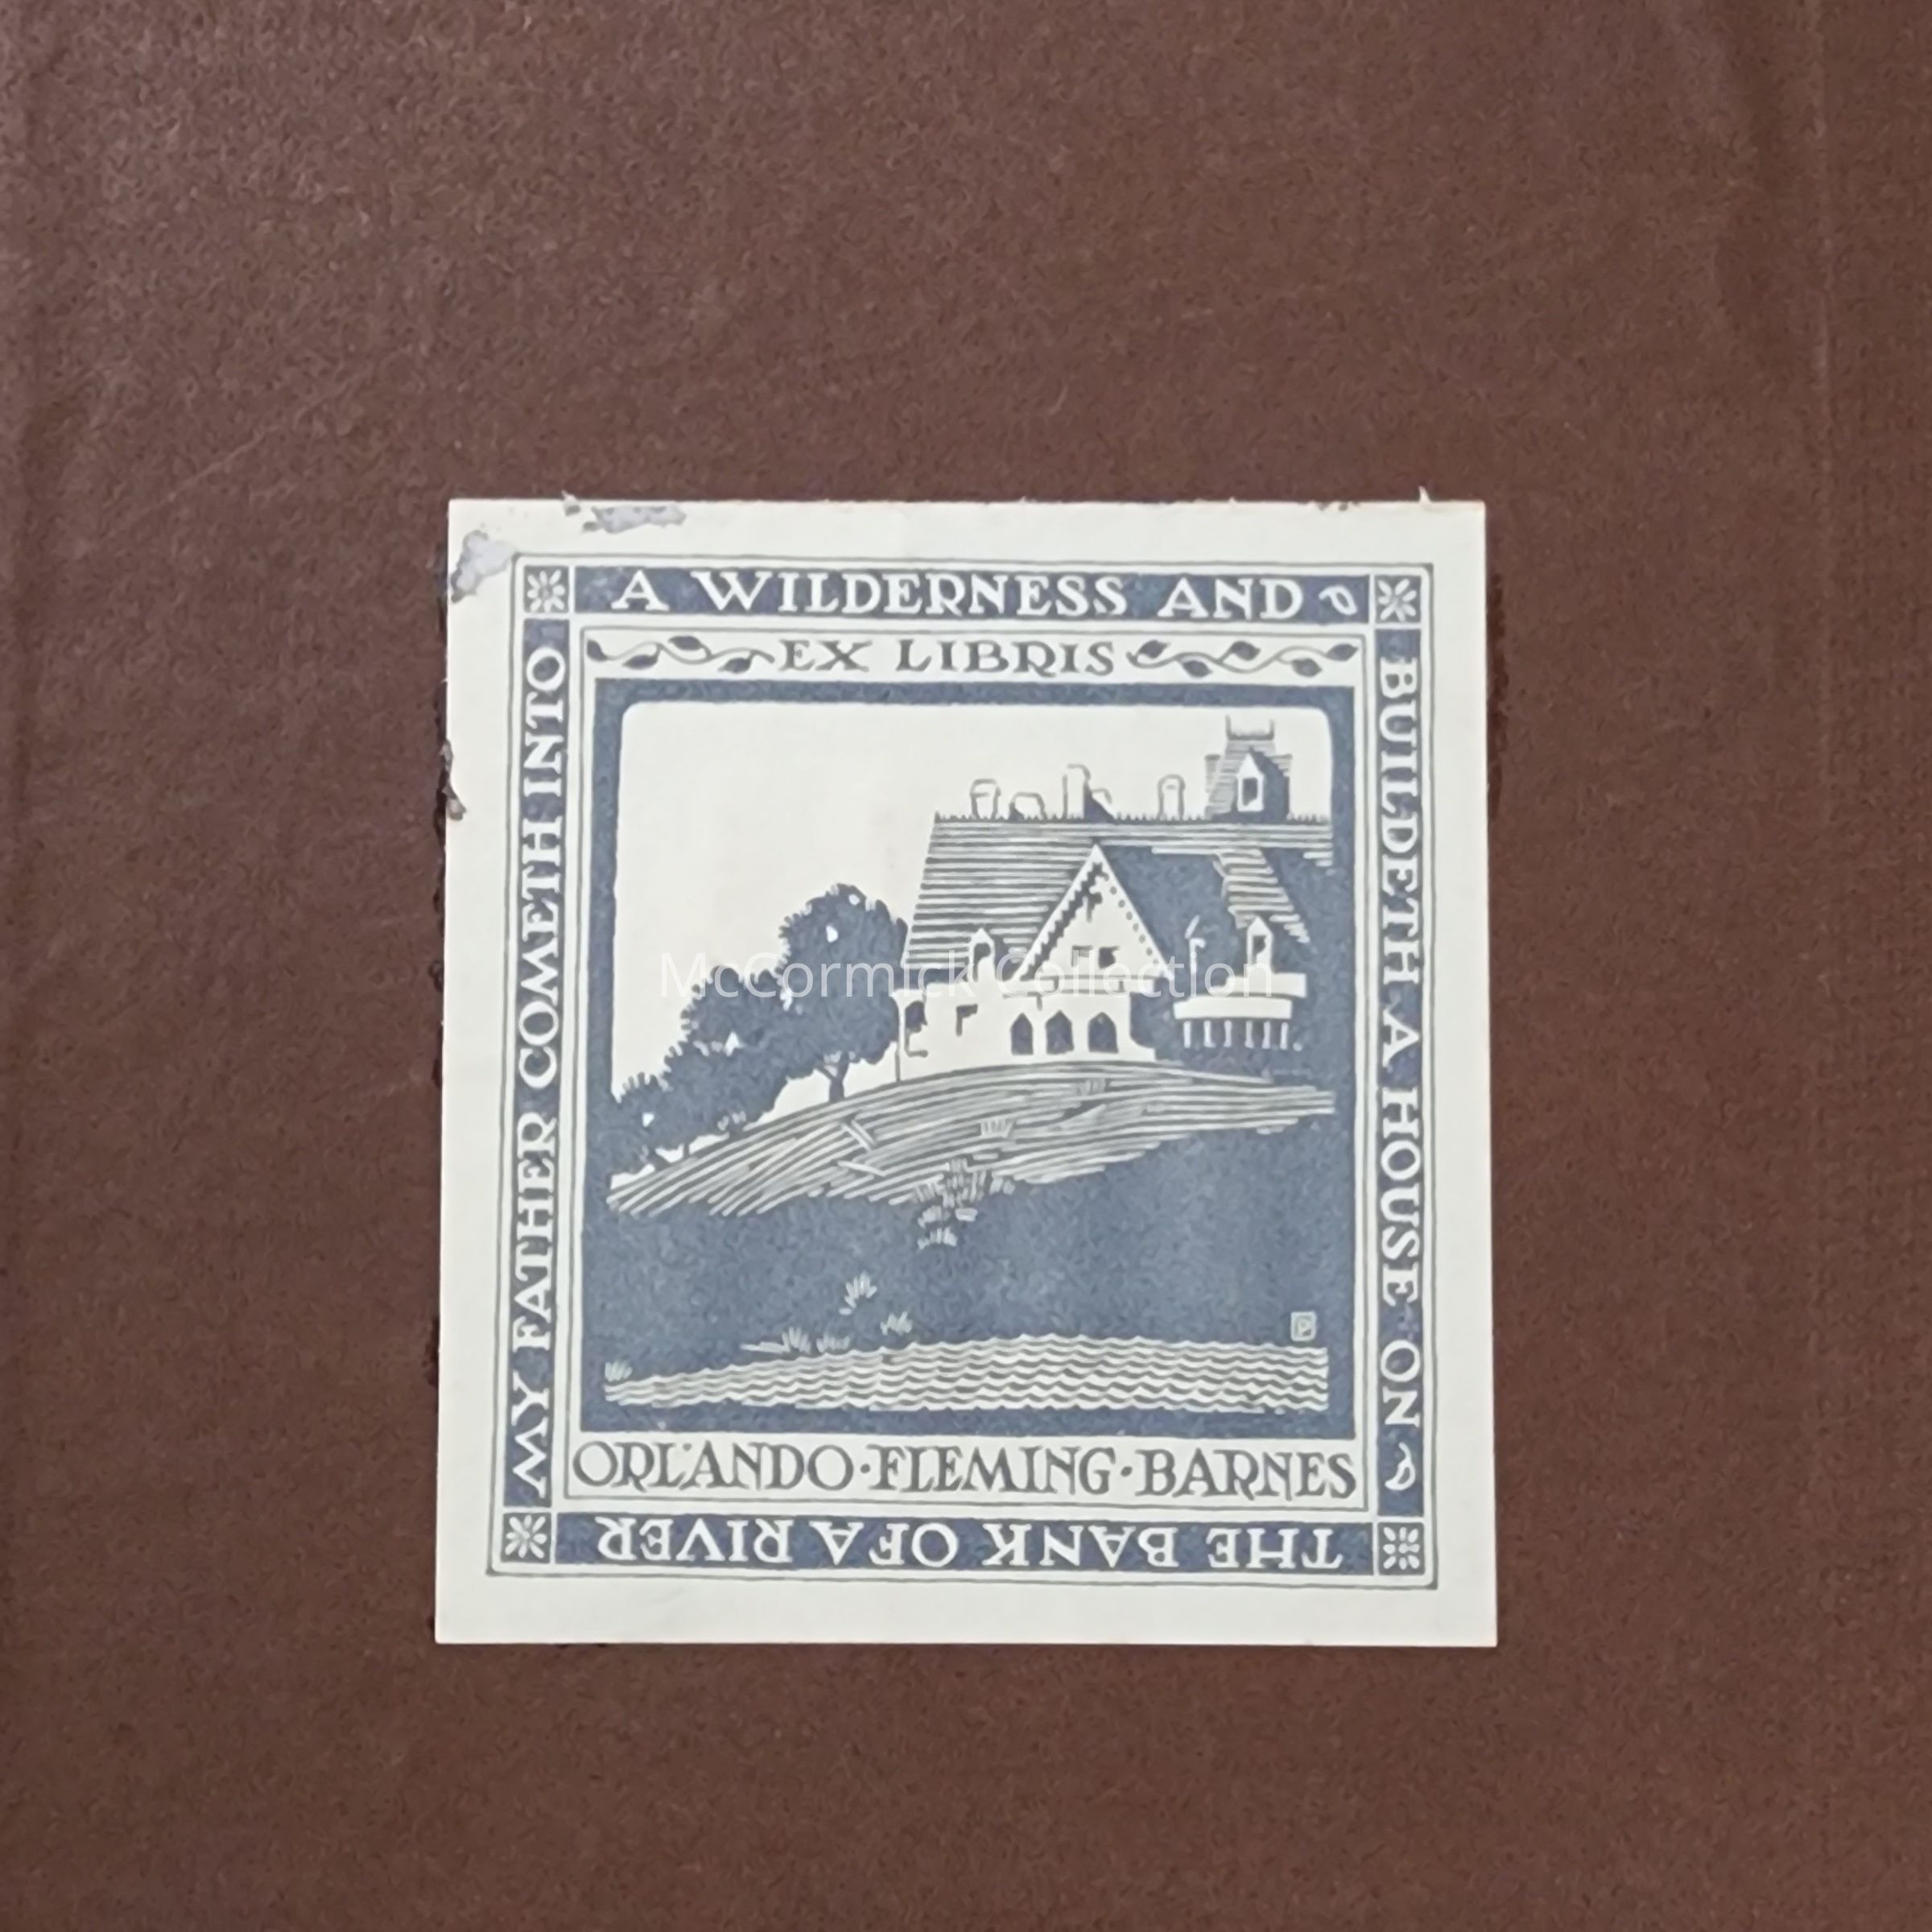 MY FATHER COMETH INTO
A WILDERNESS AND
BUILDETH A HOUSE ON
THE BANK OF A RIVER
EX LIBRIS
McCormick Collection
P
ORLANDO·FLEMING·BARNES